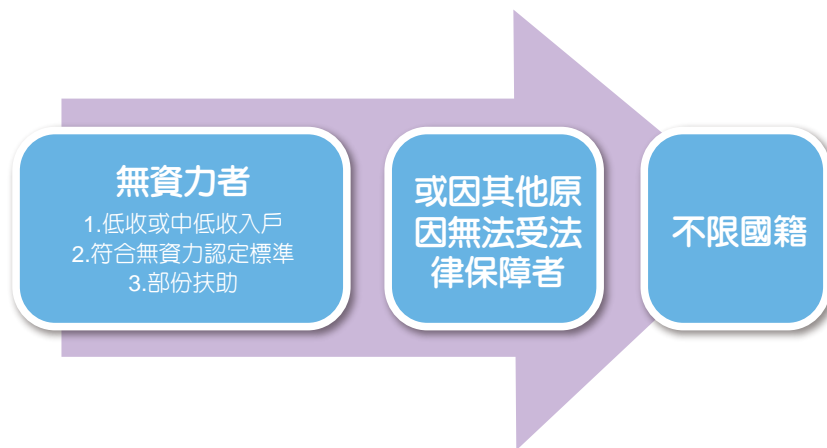 無資力者
1.低收或中低收入戶
2.符合無資力認定標準
3.部份扶助
或因其他原
因無法受法
律保障者
不限國籍